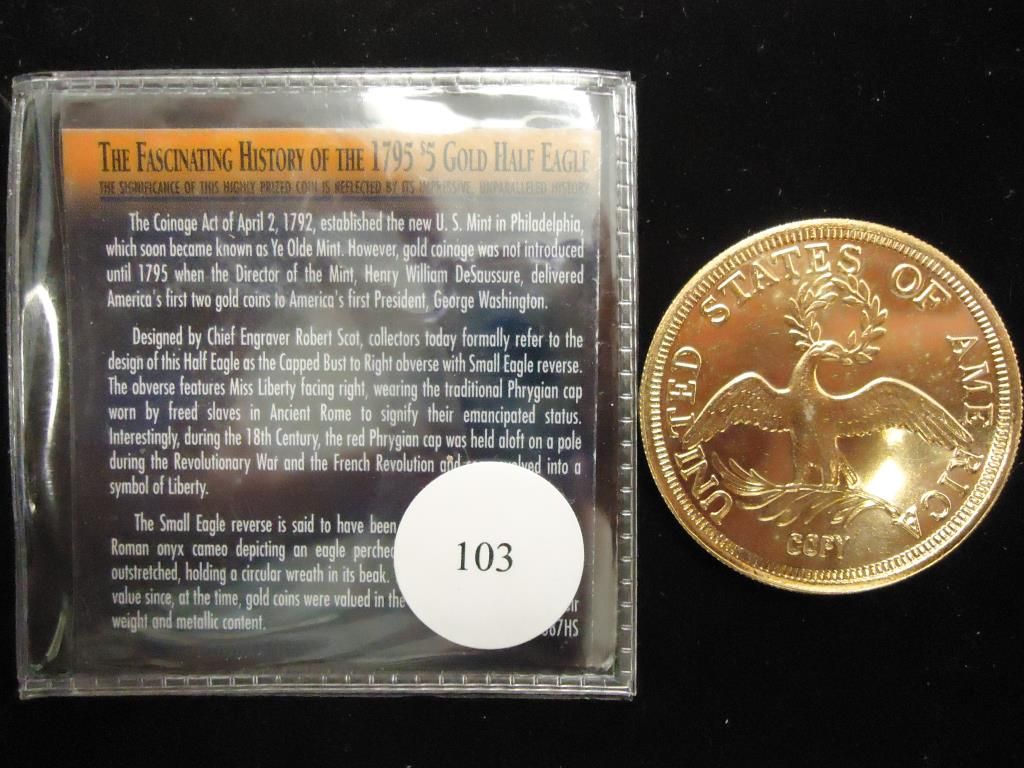 THE FASCINATING HISTORY OF THE 1795 $5 GOLD HALF EAGLE
THE SIGNIFICANCE OF THIS HIGHLY PRIZED COIN IS REFLECTED BY ITS IMPRESSIVE, UNPARALLELED HISTORY
The Coinage Act of April 2, 1792, established the new U. S. Mint in Philadelphia,
which soon became known as Ye Olde Mint. However, gold coinage was not introduced
until 1795 when the Director of the Mint, Henry William DeSaussure, delivered
America's first two gold coins to America's first President, George Washington.
Designed by Chief Engraver Robert Scot, collectors today formally refer to the
design of this Half Eagle as the Capped Bust to Right obverse with Small Eagle reverse.
The obverse features Miss Liberty facing right, wearing the traditional Phrygian cap
worn by freed slaves in Ancient Rome to signify their emancipated status.
Interestingly, during the 18th Century, the red Phrygian cap was held aloft on a pole
during the Revolutionary War and the French Revolution and into a
symbol of Liberty.
The Small Eagle reverse is said to have been
Roman onyx cameo depicting an eagle perched
outstretched, holding a circular wreath in its beak.
value since, at the time, gold coins were valued in the
weight and metallic content.
103
UNITED STATES OF AMERICA
COPY